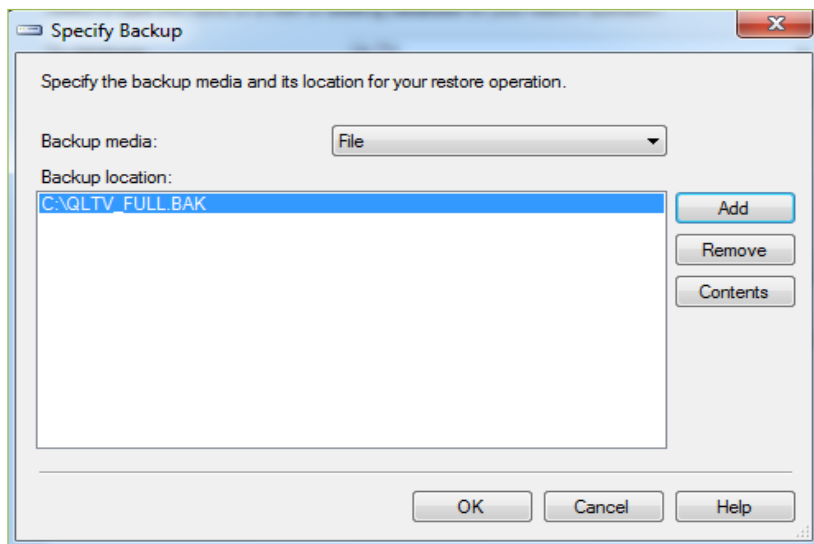 Specify Backup
Specify the backup media and its location for your restore operation.
Backup media:
File
Backup location:
C:\QLTV_FULL.BAK
Add
Remove
Contents
OK
Cancel
Help